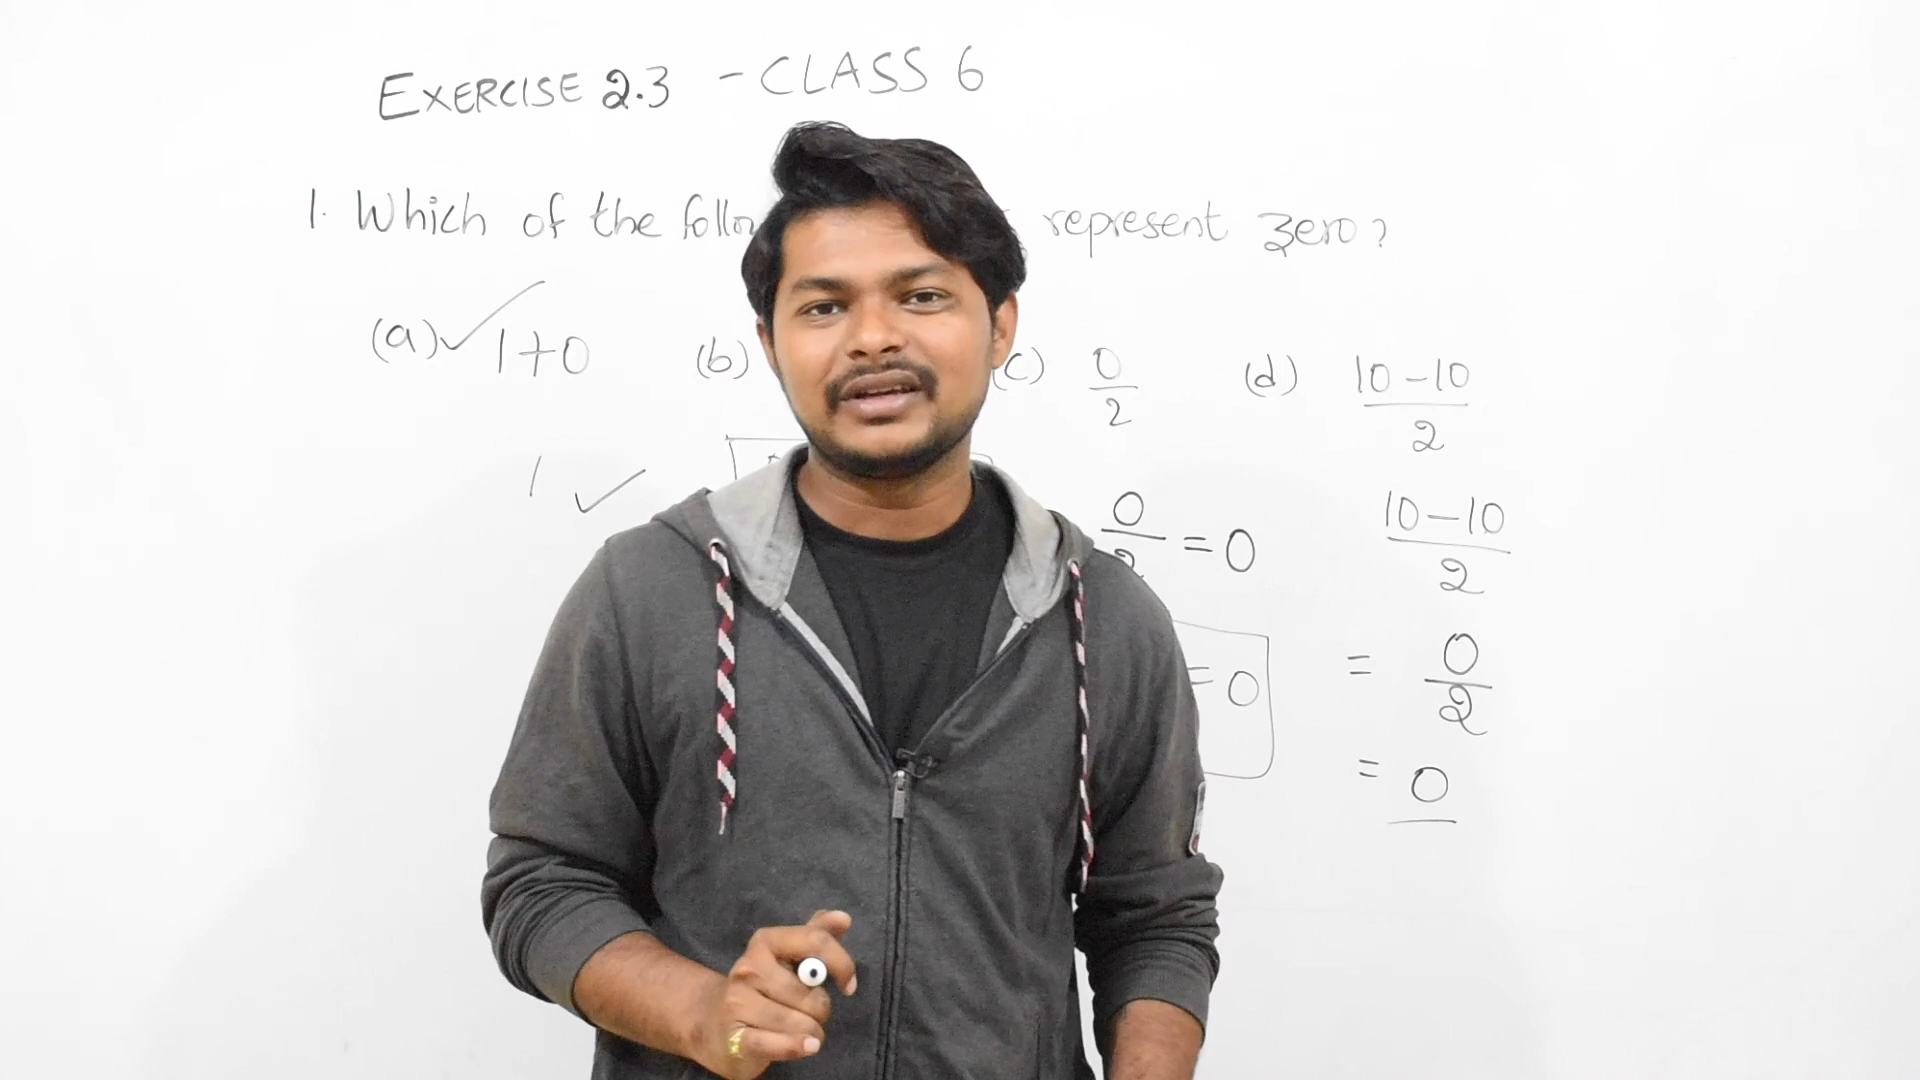 EXERCISE 2.3 - CLASS 6
1. Which of the represent zero?
(a) ✓ 1+0 (b) (c) 0/2 (d) 10-10/2
1 ✓ 0/2 = 0 10-10/2
= 0 = 0/2
= 0